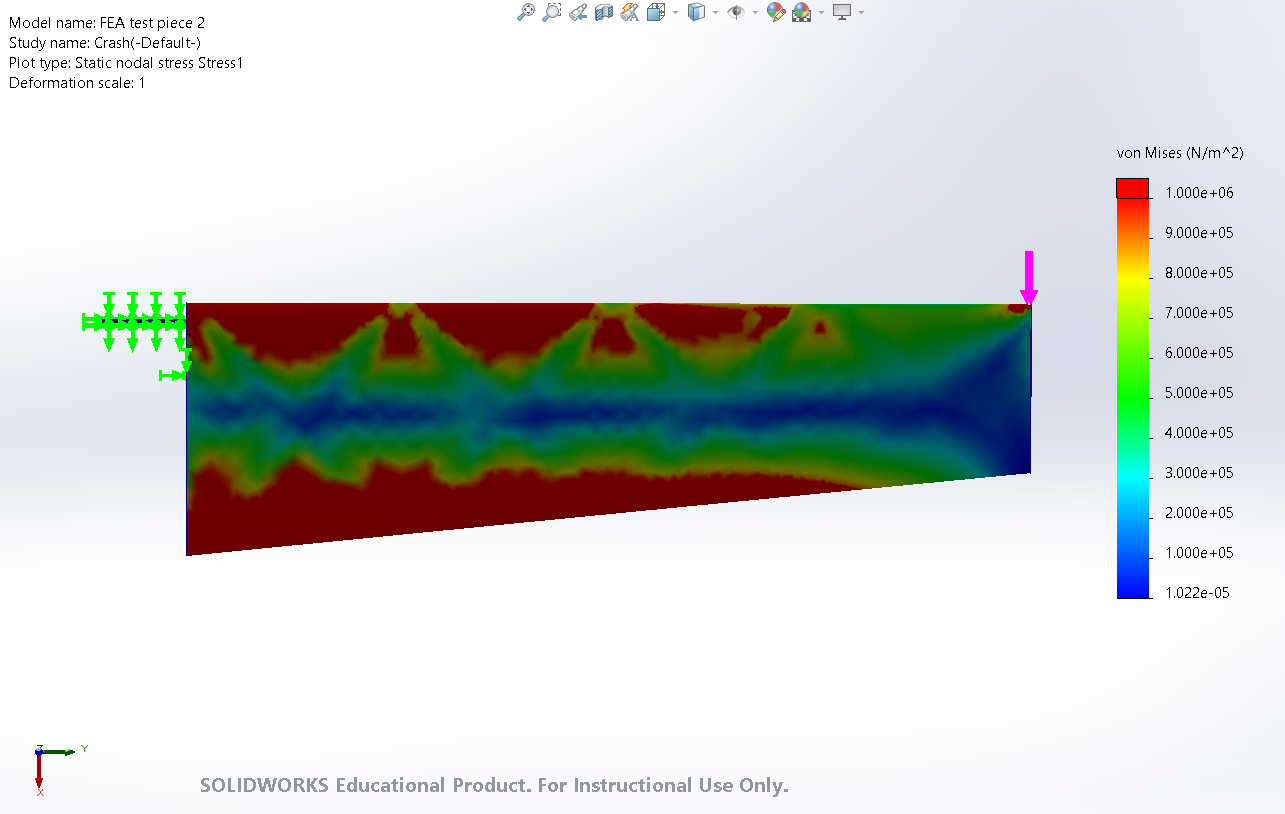 Model name: FEA test piece 2
Study name: Crash(-Default-)
Plot type: Static nodal stress Stress1
Deformation scale: 1
von Mises (N/m^2)
1.000e+06
9.000e+05
8.000e+05
7.000e+05
6.000e+05
5.000e+05
4.000e+05
3.000e+05
2.000e+05
1.000e+05
1.022e-05
Z
Y
X
SOLIDWORKS Educational Product. For Instructional Use Only.